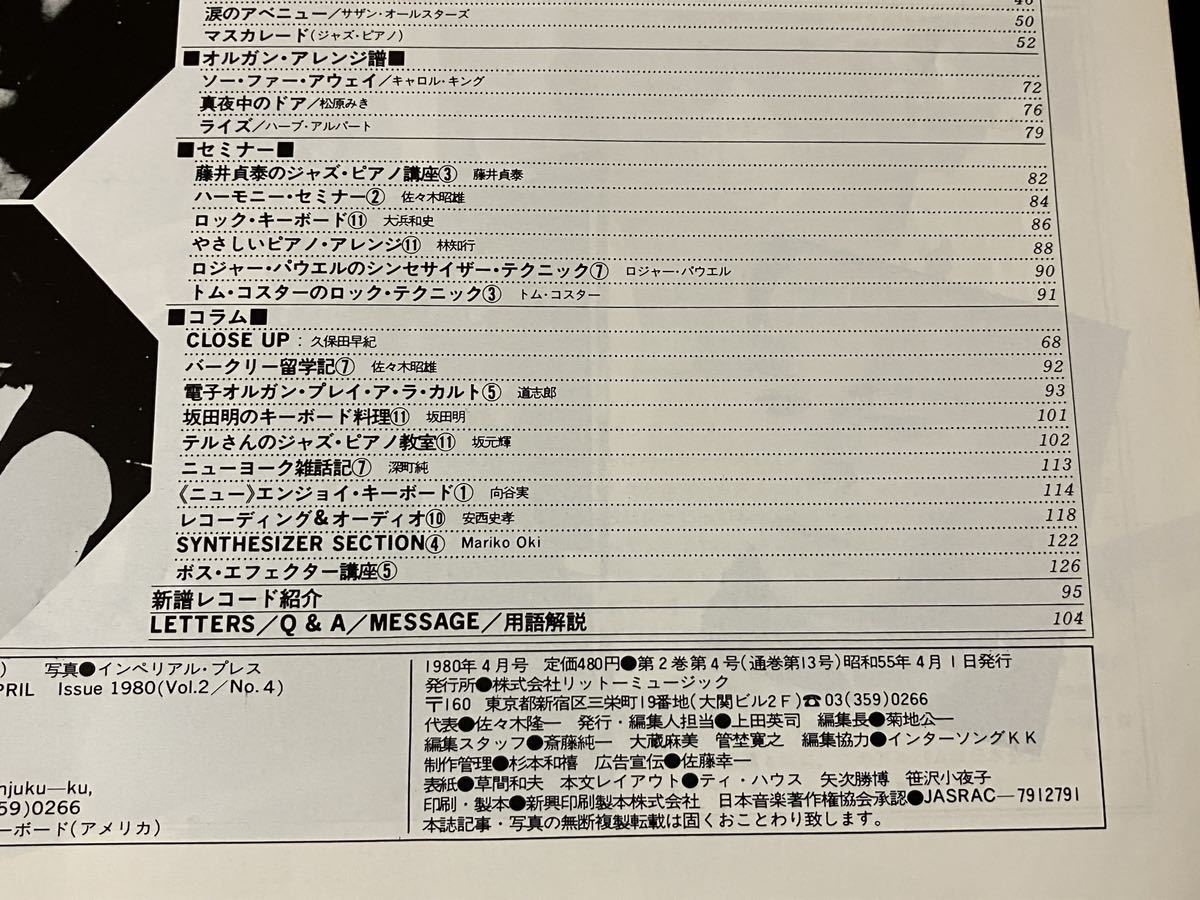 涙のアベニュー／サザン・オールスターズ 50
マスカレード(ジャズ・ピアノ) 52
■オルガン・アレンジ譜■
ソー・ファー・アウェイ／キャロル・キング 72
真夜中のドア／松原みき 76
ライズ／ハーブ・アルパート 79
■セミナー■
藤井貞泰のジャズ・ピアノ講座③ 藤井貞泰 82
ハーモニー・セミナー② 佐々木昭雄 84
ロック・キーボード⑪ 大浜和史 86
やさしいピアノ・アレンジ⑪ 林知行 88
ロジャー・パウエルのシンセサイザー・テクニック⑦ ロジャー・パウエル 90
トム・コスターのロック・テクニック③ トム・コスター 91
■コラム■
CLOSE UP：久保田早紀 68
バークリー留学記⑦ 佐々木昭雄 92
電子オルガン・プレイ・ア・ラ・カルト⑤ 道志郎 93
坂田明のキーボード料理⑪ 坂田明 101
テルさんのジャズ・ピアノ教室⑪ 坂元輝 102
ニューヨーク雑話記⑦ 深町純 113
《ニュー》エンジョイ・キーボード① 向谷実 114
レコーディング&オーディオ⑩ 安西史孝 118
SYNTHESIZER SECTION④ Mariko Oki 122
ボス・エフェクター講座⑤ 126
新譜レコード紹介 95
LETTERS／Q & A／MESSAGE／用語解説 104
) 写真●インペリアル・プレス
PRIL Issue 1980(Vol.2／No.4)
njuku—ku,
59)0266
ーボード(アメリカ)
1980年4月号 定価480円●第2巻第4号(通巻第13号)昭和55年4月1日発行
発行所●株式会社リットーミュージック
〒160 東京都新宿区三栄町19番地(大関ビル2F)☎03(359)0266
代表●佐々木隆一 発行・編集人担当●上田英司 編集長●菊地公一
編集スタッフ●斎藤純一 大蔵麻美 管埜寛之 編集協力●インターソングKK
制作管理●杉本和禧 広告宣伝●佐藤幸一
表紙●草間和夫 本文レイアウト●ティ・ハウス 矢次勝博 笹沢小夜子
印刷・製本●新興印刷製本株式会社 日本音楽著作権協会承認●JASRAC—7912791
本誌記事・写真の無断複製転載は固くおことわり致します。